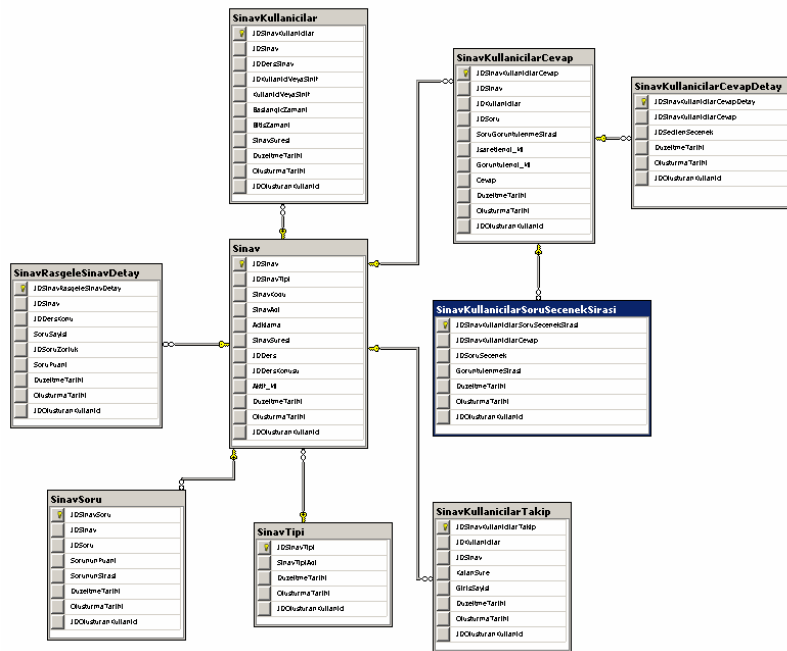 SinavKullanicilar
IDSinavKullanicilar
IDSinav
IDDersSinav
IDKullaniciVeyaSinif
KullaniciVeyaSinif
BaslangicZamani
BitisZamani
SinavSuresi
DuzeltmeTarihi
OlusturmaTarihi
IDOlusturanKullanici
SinavKullanicilarCevap
IDSinavKullanicilarCevap
IDSinav
IDKullanicilar
IDSoru
SoruGoruntulenmeSirasi
Isaretlendi_Mi
Goruntulendi_Mi
Cevap
DuzeltmeTarihi
OlusturmaTarihi
IDOlusturanKullanici
SinavKullanicilarCevapDetay
IDSinavKullanicilarCevapDetay
IDSinavKullanicilarCevap
IDSecilenSecenek
DuzeltmeTarihi
OlusturmaTarihi
IDOlusturanKullanici
Sinav
IDSinav
IDSinavTipi
SinavKodu
SinavAdi
Aciklama
SinavSuresi
IDDers
IDDersKonusu
Aktif_Mi
DuzeltmeTarihi
OlusturmaTarihi
IDOlusturanKullanici
SinavRasgeleSinavDetay
IDSinavRasgeleSinavDetay
IDSinav
IDDersKonu
SoruSayisi
IDSoruZorluk
SoruPuani
DuzeltmeTarihi
OlusturmaTarihi
IDOlusturanKullanici
SinavKullanicilarSoruSecenekSirasi
IDSinavKullanicilarSoruSecenekSirasi
IDSinavKullanicilarCevap
IDSoruSecenek
GoruntulenmeSirasi
DuzeltmeTarihi
OlusturmaTarihi
IDOlusturanKullanici
SinavSoru
IDSinavSoru
IDSinav
IDSoru
SorununPuani
SorununSirasi
DuzeltmeTarihi
OlusturmaTarihi
IDOlusturanKullanici
SinavTipi
IDSinavTipi
SinavTipiAdi
DuzeltmeTarihi
OlusturmaTarihi
IDOlusturanKullanici
SinavKullanicilarTakip
IDSinavKullanicilarTakip
IDKullanicilar
IDSinav
KalanSure
GirisSayisi
DuzeltmeTarihi
OlusturmaTarihi
IDOlusturanKullanici